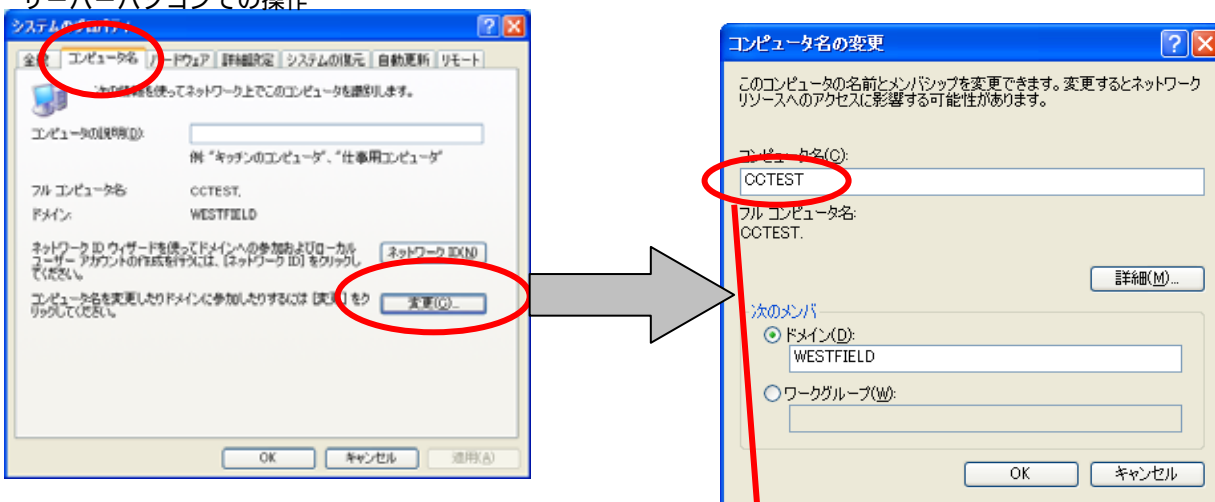 サーバーパソコンでの操作
システムのプロパティ
全般 コンピュータ名 ハードウェア 詳細設定 システムの復元 自動更新 リモート
次の情報を使ってネットワーク上でこのコンピュータを識別します。
コンピュータの説明(D):
例: "キッチンのコンピュータ"、"仕事用コンピュータ"
フル コンピュータ名: CCTEST.
ドメイン: WESTFIELD
ネットワーク ID ウィザードを使ってドメインへの参加およびローカル
ユーザー アカウントの作成を行うには、[ネットワーク ID] をクリックし
てください。
ネットワーク ID(N)
コンピュータ名を変更したりドメインに参加したりするには [変更] をク
リックしてください。
変更(C)...
OK キャンセル 適用(A)
コンピュータ名の変更
このコンピュータの名前とメンバシップを変更できます。変更するとネットワーク
リソースへのアクセスに影響する可能性があります。
コンピュータ名(C):
CCTEST
フル コンピュータ名:
CCTEST.
詳細(M)...
次のメンバ
ドメイン(D):
WESTFIELD
ワークグループ(W):
OK キャンセル